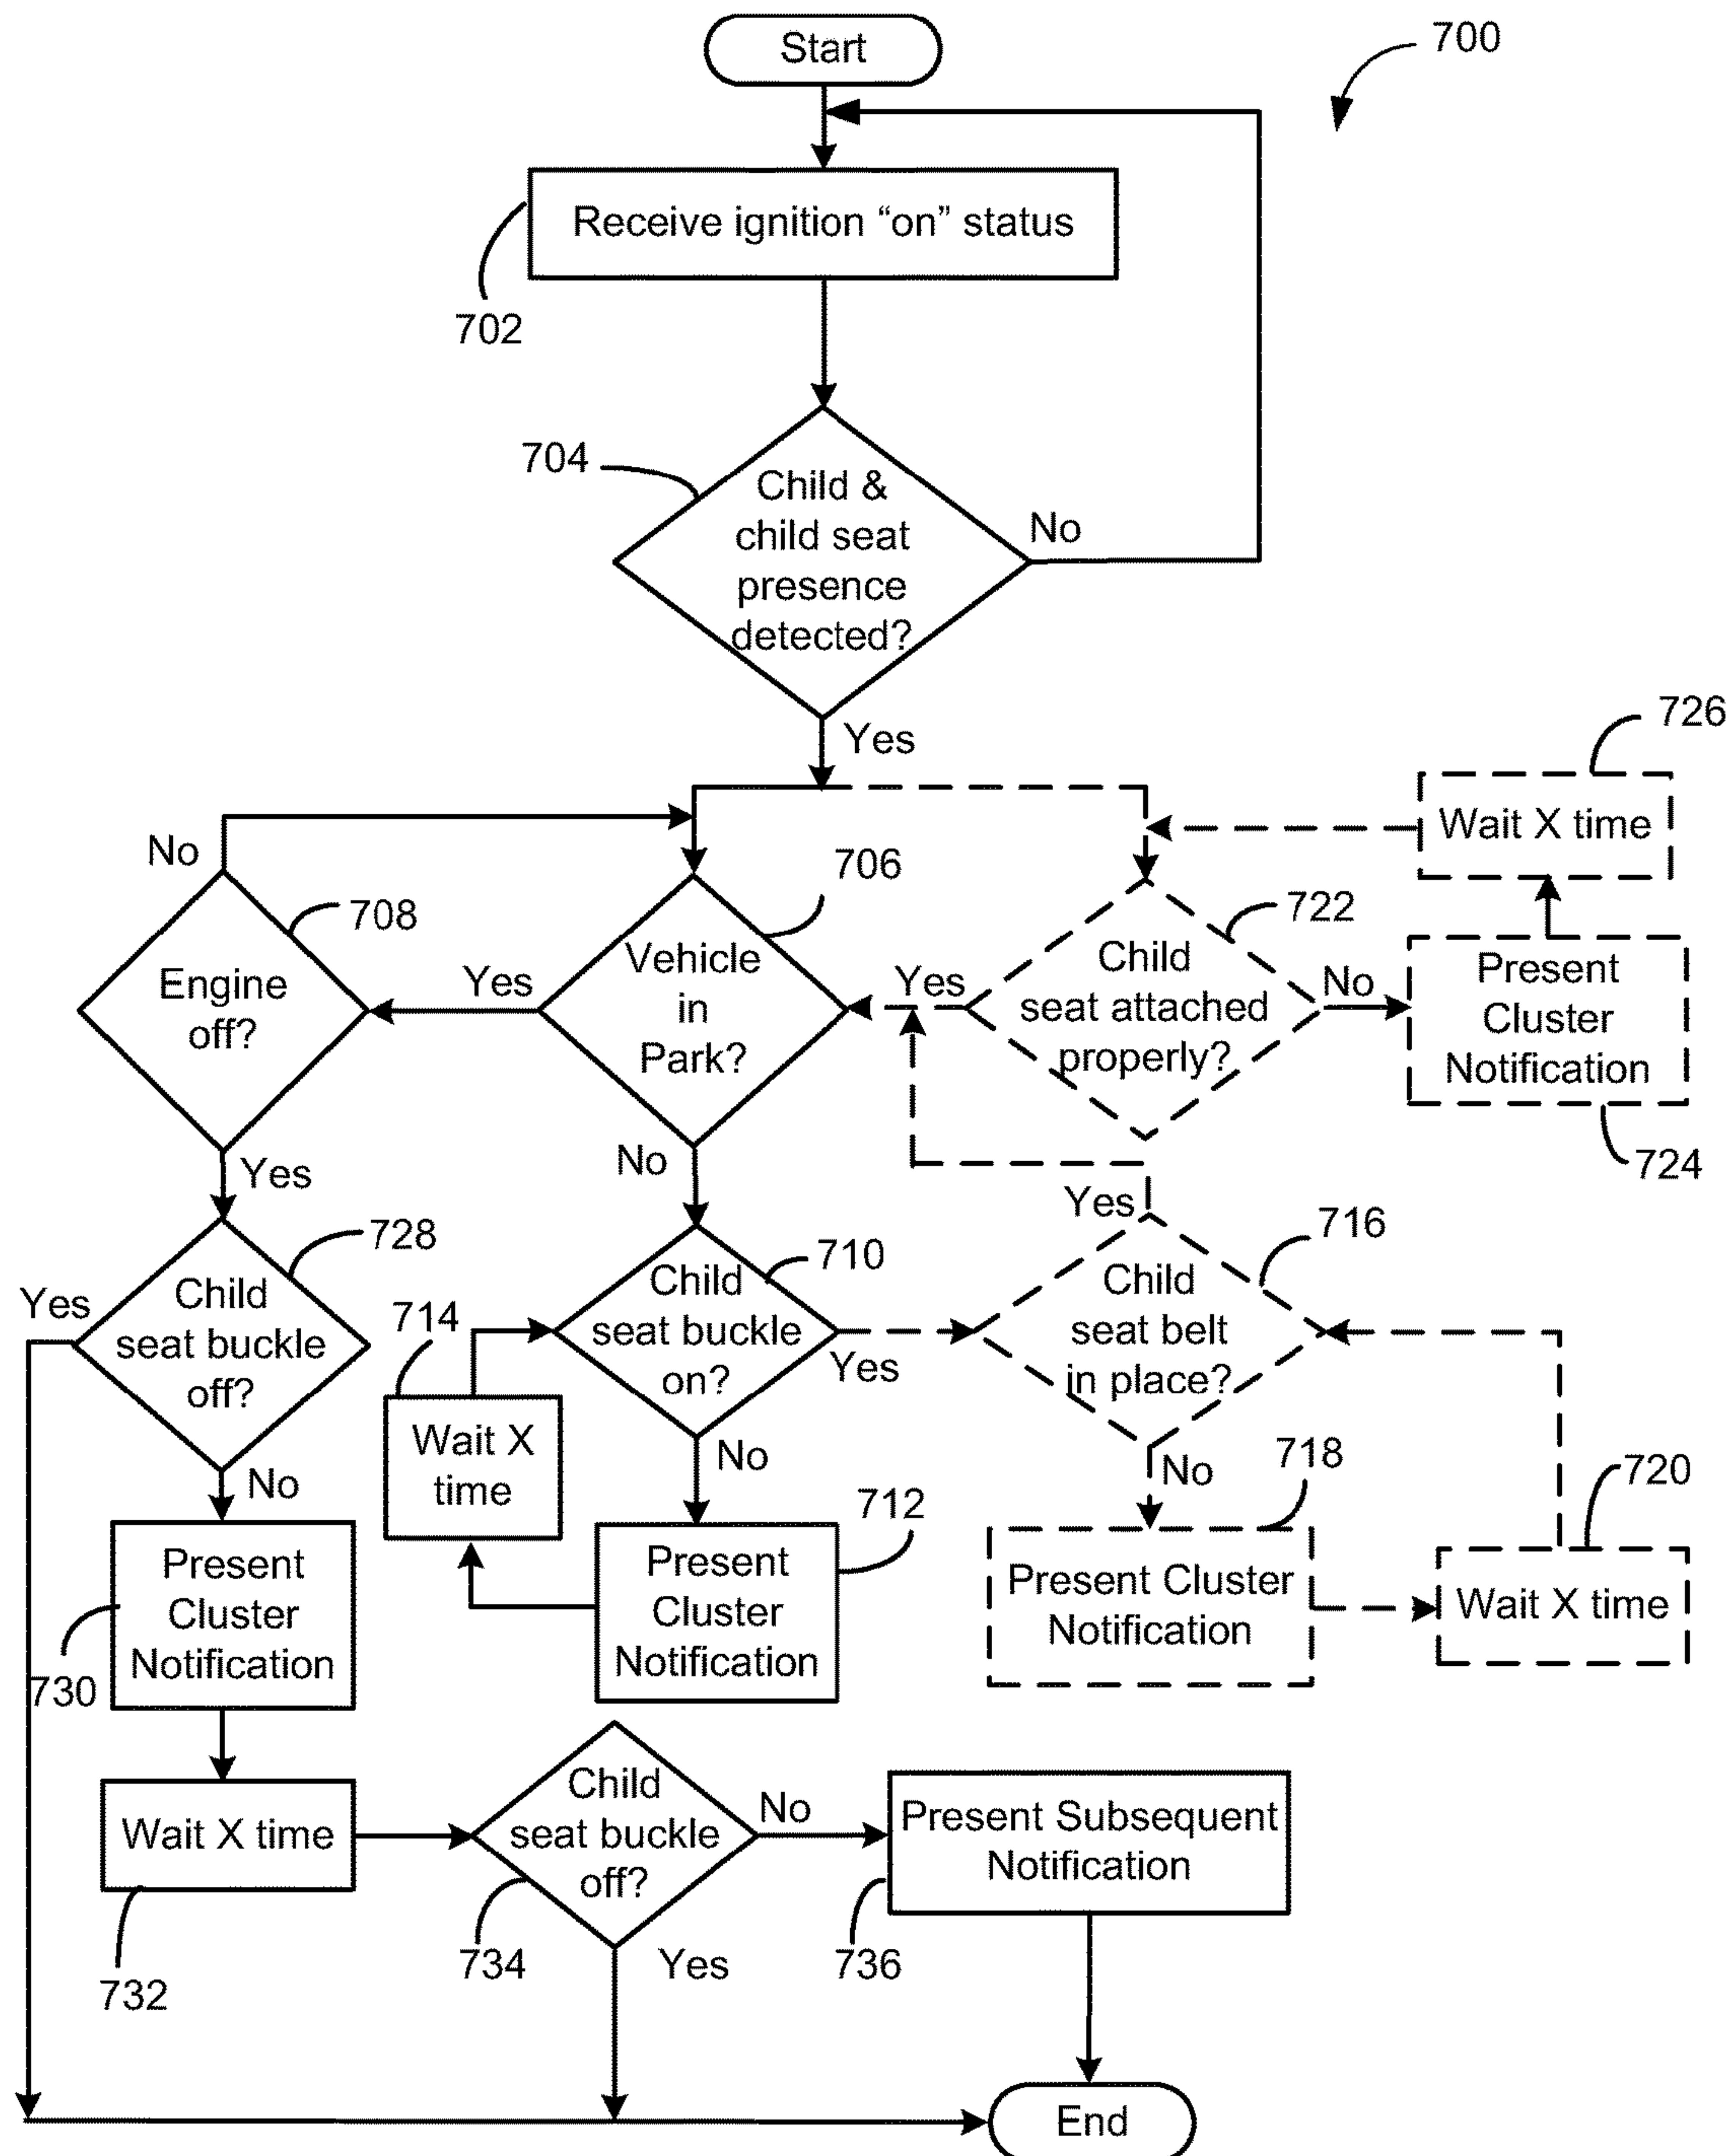 Start
700
Receive ignition “on” status
702
704
Child &
child seat
presence
detected?
No
Yes
726
Wait X time
No
706
708
722
Engine
off?
Yes
Vehicle
in
Park?
Yes
Child
seat attached
properly?
No
Present
Cluster
Notification
724
Yes
No
Yes
716
728
710
Yes
Child
seat buckle
off?
714
Child
seat buckle
on?
Yes
Child
seat belt
in place?
Wait X
time
No
No
No
718
720
712
Present
Cluster
Notification
730
Present
Cluster
Notification
Present Cluster
Notification
Wait X time
Wait X time
732
Child
seat buckle
off?
734
No
Yes
Present Subsequent
Notification
736
End